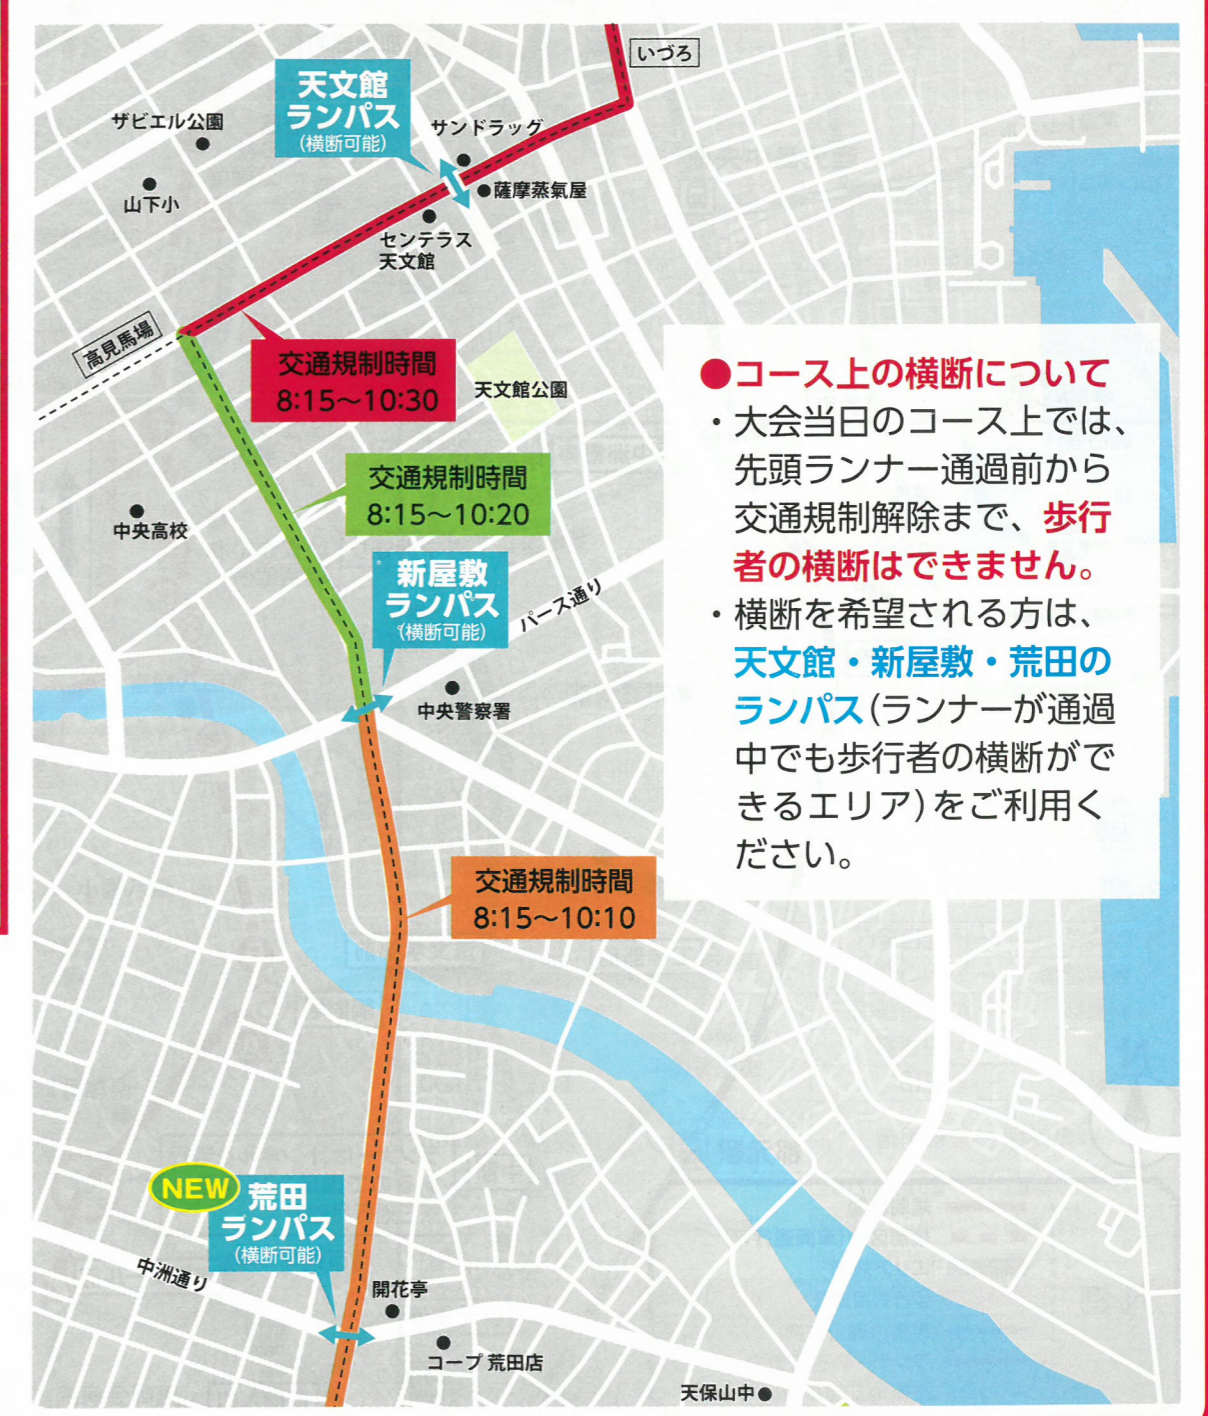 いづろ
天文館
ランパス
(横断可能)
ザビエル公園
サンドラッグ
山下小
薩摩蒸氣屋
センテラス
天文館
高見馬場
交通規制時間
8:15〜10:30
天文館公園
交通規制時間
8:15〜10:20
中央高校
新屋敷
ランパス
(横断可能)
パース通り
中央警察署
●コース上の横断について
・大会当日のコース上では、
先頭ランナー通過前から
交通規制解除まで、歩行
者の横断はできません。
・横断を希望される方は、
天文館・新屋敷・荒田の
ランパス(ランナーが通過
中でも歩行者の横断がで
きるエリア)をご利用く
ださい。
交通規制時間
8:15〜10:10
NEW
荒田
ランパス
(横断可能)
中洲通り
開花亭
コープ 荒田店
天保山中